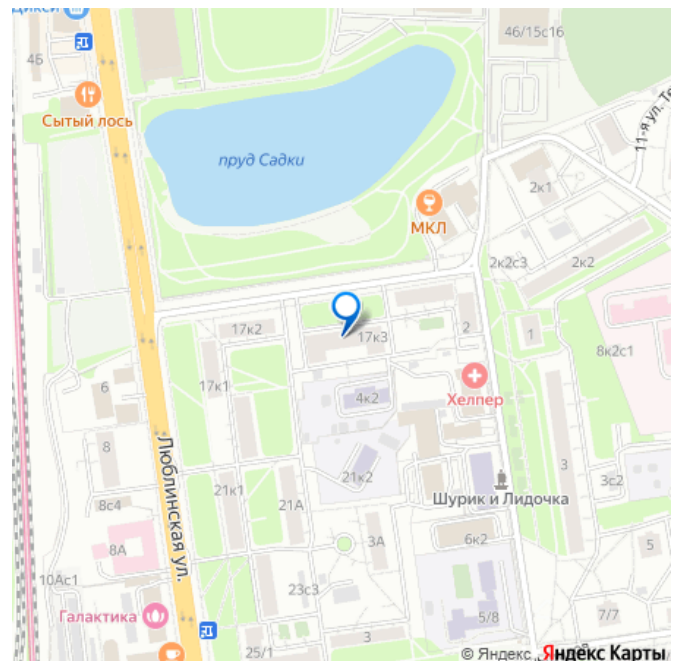 Дикси
46/15с16
4Б
11-я ул. Те
Сытый лось
пруд Садки
2к1
МКЛ
2к2с3
2к2
17к2
17к3
2
1
8к2с1
17к1
6
Хелпер
4к2
Люблинская ул.
8
21к2
3
21к1
Шурик и Лидочка
3с2
8с4
21А
3А
6к2
8А
5
10Ас1
23с3
Галактика
5/8
7/7
25/1
3
© Яндекс
Яндекс Карты